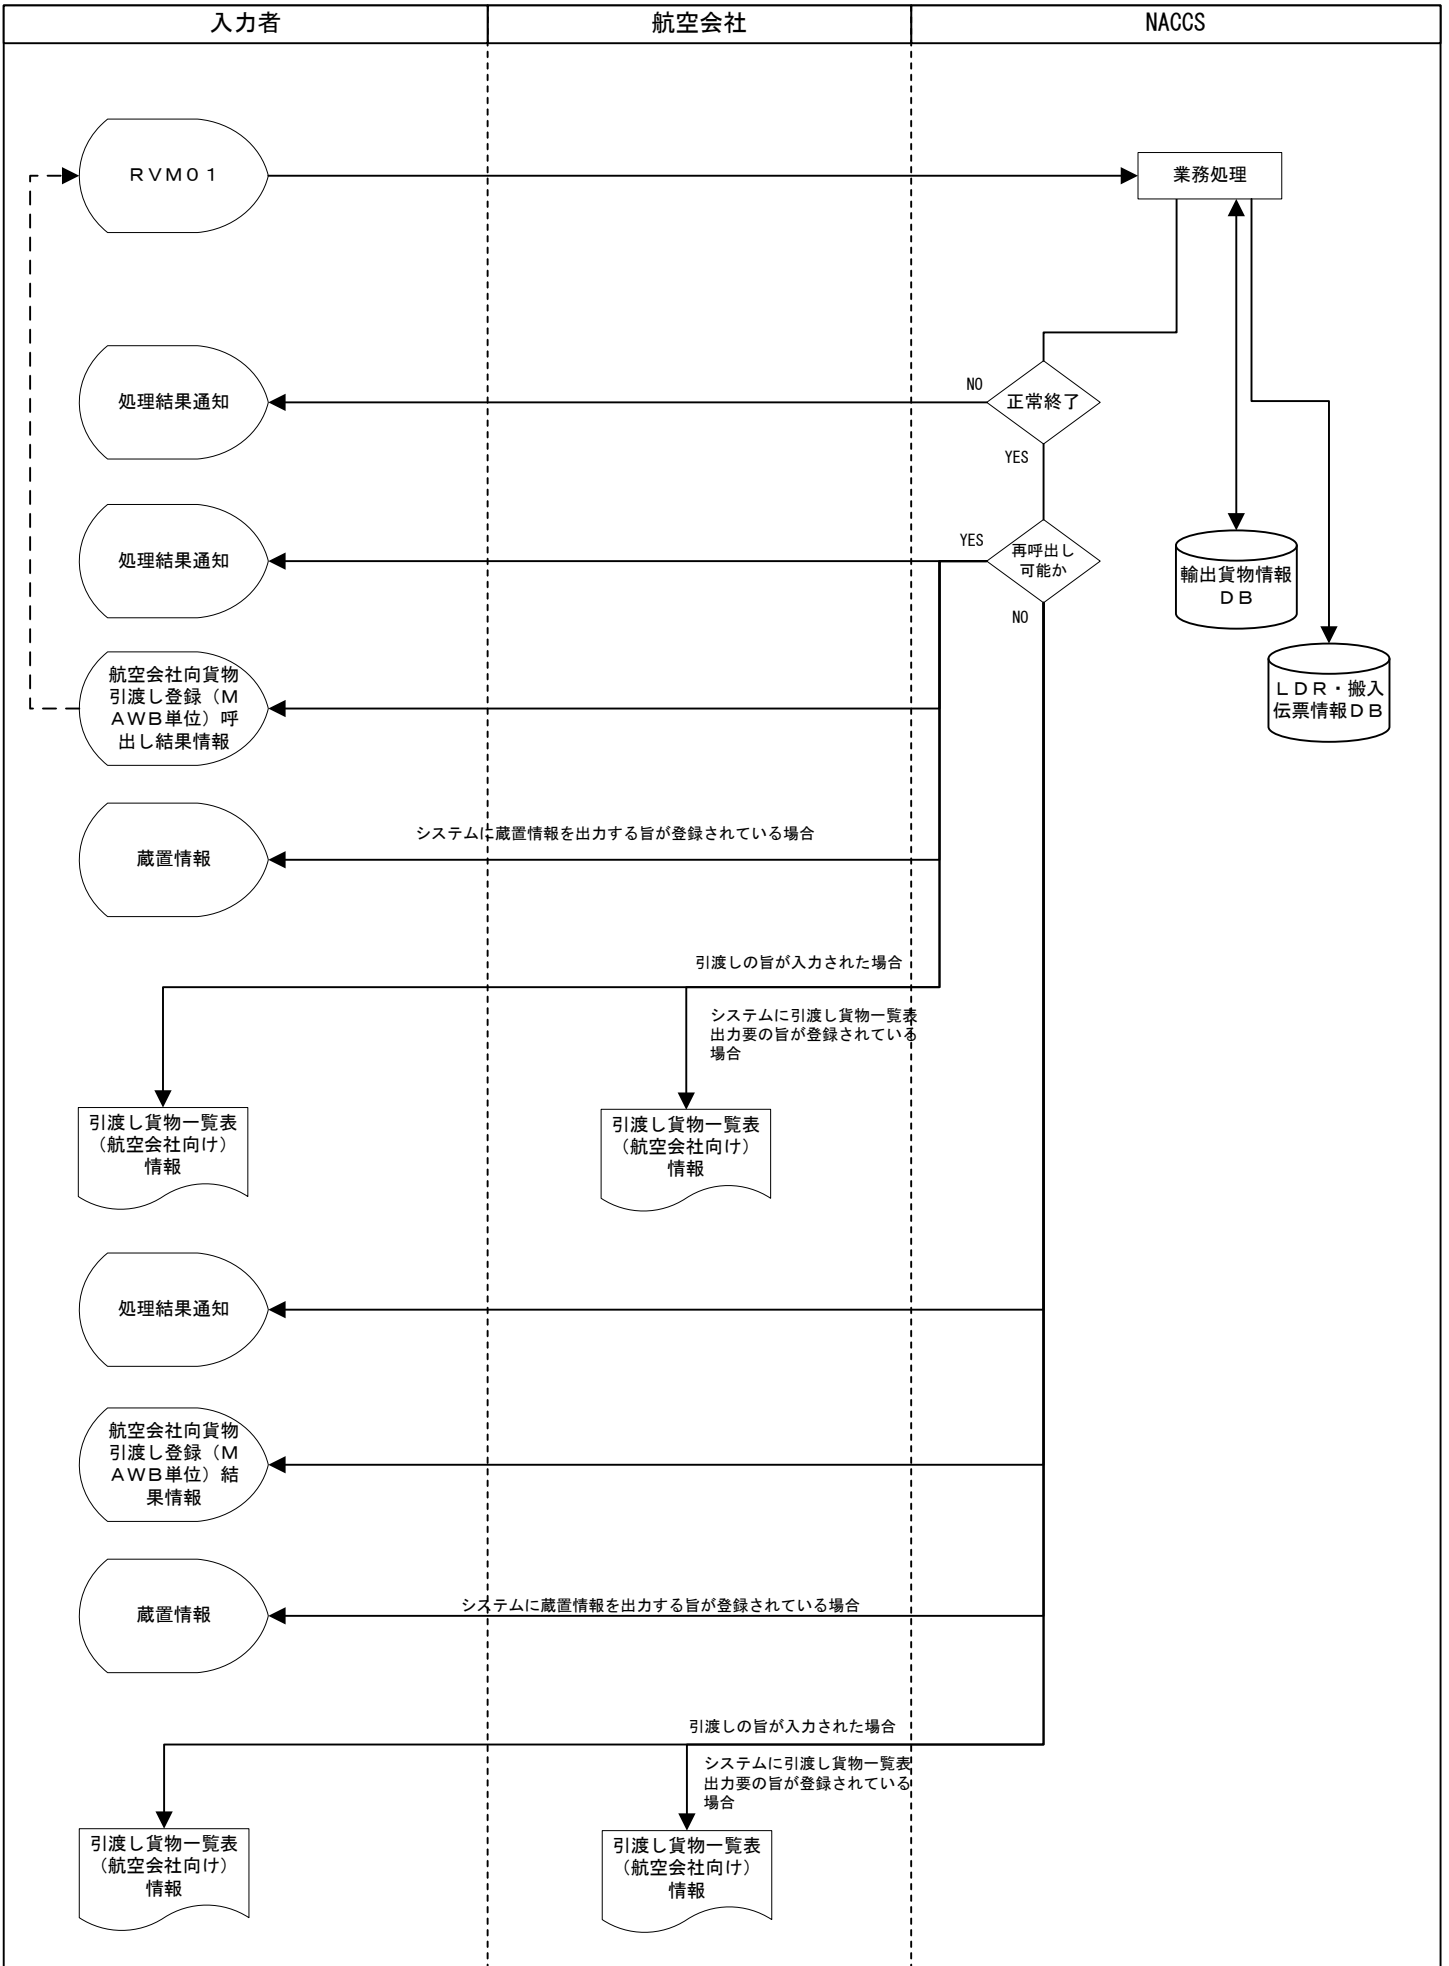 入力者
航空会社
NACCS
ＲＶＭ０１
業務処理
処理結果通知
NO
正常終了
YES
処理結果通知
YES
再呼出し
可能か
NO
輸出貨物情報
ＤＢ
航空会社向貨物
引渡し登録（Ｍ
ＡＷＢ単位）呼
出し結果情報
ＬＤＲ・搬入
伝票情報ＤＢ
蔵置情報
システムに蔵置情報を出力する旨が登録されている場合
引渡しの旨が入力された場合
システムに引渡し貨物一覧表
出力要の旨が登録されている
場合
引渡し貨物一覧表
（航空会社向け）
情報
引渡し貨物一覧表
（航空会社向け）
情報
処理結果通知
航空会社向貨物
引渡し登録（Ｍ
ＡＷＢ単位）結
果情報
蔵置情報
システムに蔵置情報を出力する旨が登録されている場合
引渡しの旨が入力された場合
システムに引渡し貨物一覧表
出力要の旨が登録されている
場合
引渡し貨物一覧表
（航空会社向け）
情報
引渡し貨物一覧表
（航空会社向け）
情報